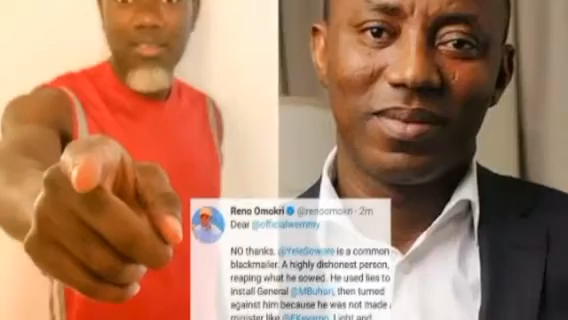 Reno Omokri @renoomokri · 2m
Dear @officialwemmy
NO thanks. @YeleSowore is a common
blackmailer. A highly dishonest person,
reaping what he sowed. He used lies to
install General @MBuhari, then turned
against him because he was not made
minister like @FKeyamo. Light and